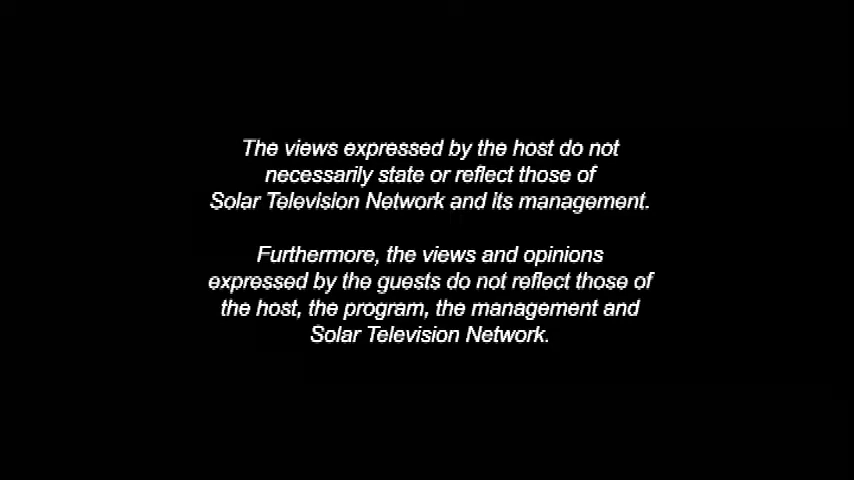 The views expressed by the host do not
necessarily state or reflect those of
Solar Television Network and its management.
Furthermore, the views and opinions
expressed by the guests do not reflect those of
the host, the program, the management and
Solar Television Network.